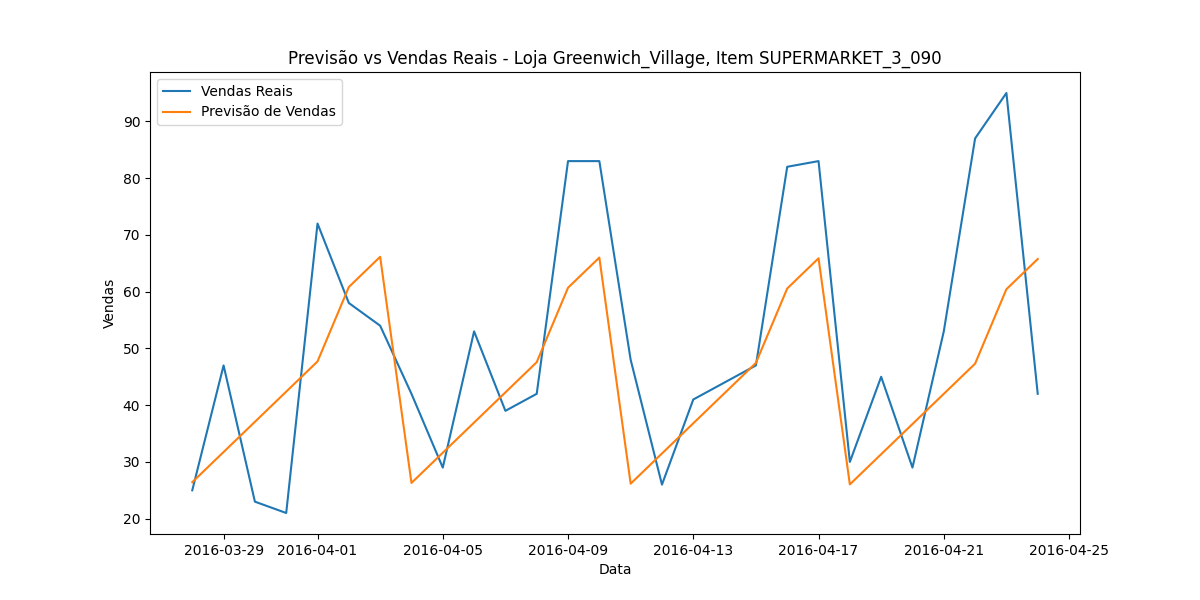 Previsão vs Vendas Reais - Loja Greenwich_Village, Item SUPERMARKET_3_090
Vendas Reais
Previsão de Vendas
90
80
70
60
50
40
30
20
Vendas
2016-03-29 2016-04-01 2016-04-05 2016-04-09 2016-04-13 2016-04-17 2016-04-21 2016-04-25
Data